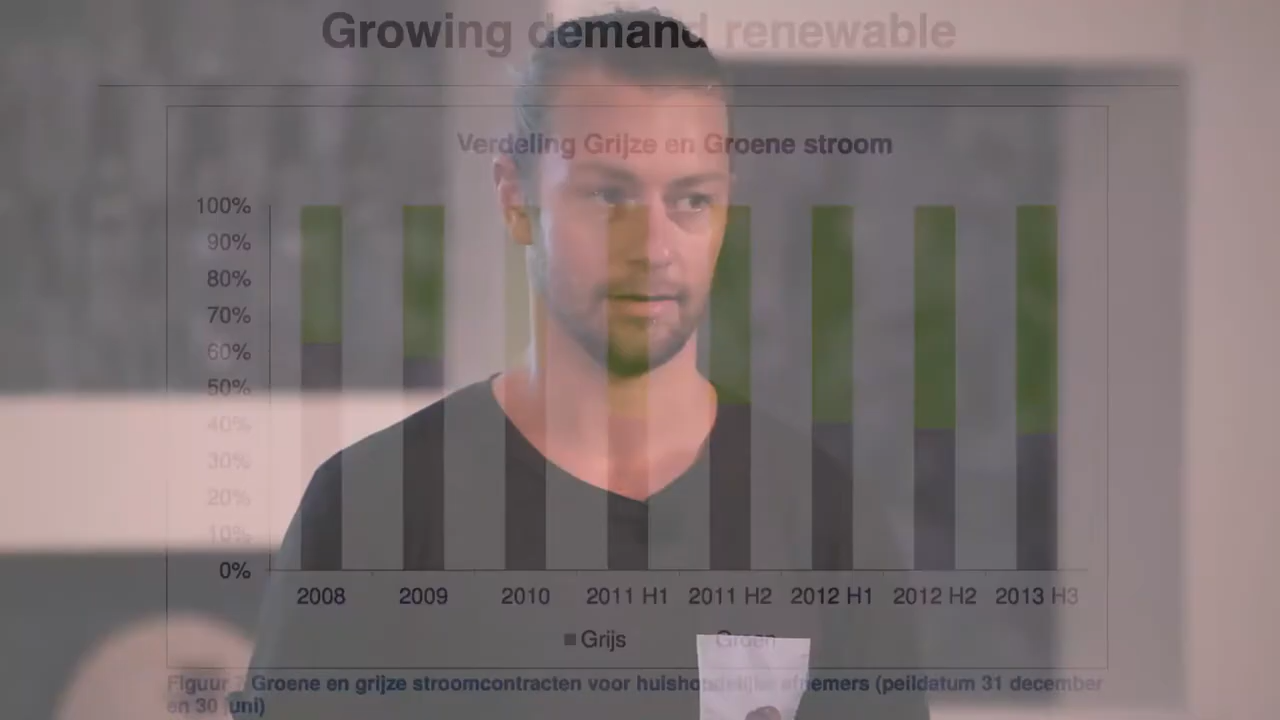 Growing demand renewable
Verdeling Grijze en Groene stroom
100%
90%
80%
70%
60%
50%
40%
30%
20%
10%
0%
2008 2009 2010 2011 H1 2011 H2 2012 H1 2012 H2 2013 H3
Grijs Groen
Figuur Groene en grijze stroomcontracten voor huishoudelijke afnemers (peildatum 31 december
en 30 juni)